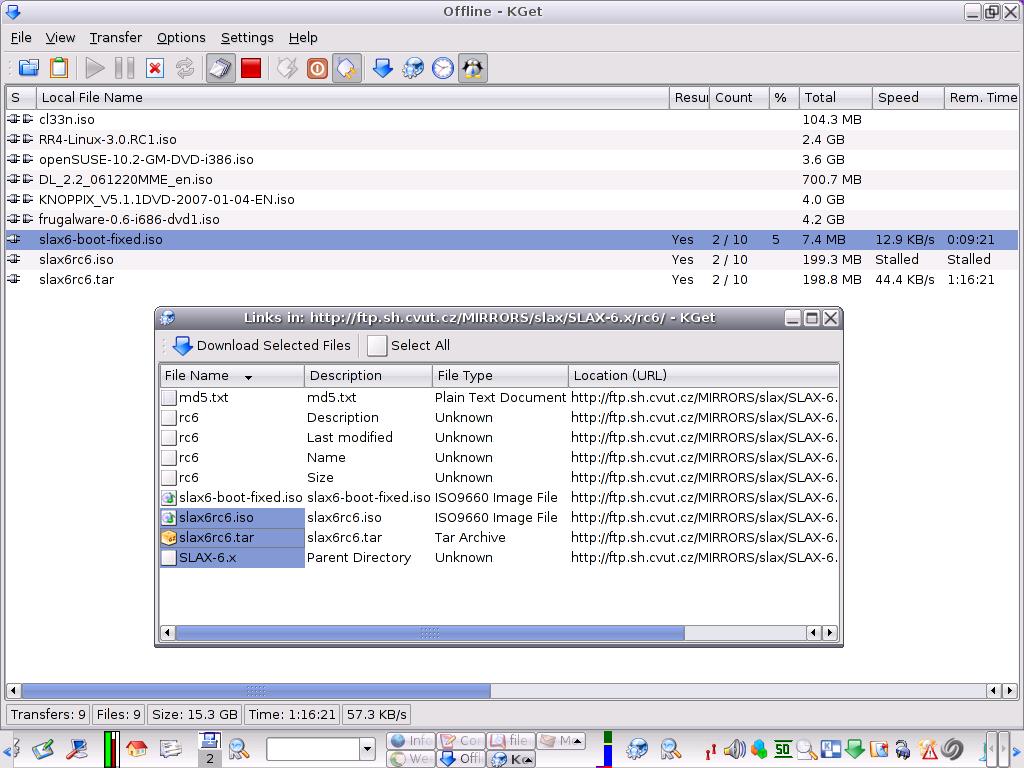 Offline - KGet
File View Transfer Options Settings Help
S Local File Name Resu Count % Total Speed Rem. Time
cl33n.iso 104.3 MB
RR4-Linux-3.0.RC1.iso 2.4 GB
openSUSE-10.2-GM-DVD-i386.iso 3.6 GB
DL_2.2_061220MME_en.iso 700.7 MB
KNOPPIX_V5.1.1DVD-2007-01-04-EN.iso 4.0 GB
frugalware-0.6-i686-dvd1.iso 4.2 GB
slax6-boot-fixed.iso Yes 2 / 10 5 7.4 MB 12.9 KB/s 0:09:21
slax6rc6.iso Yes 2 / 10 199.3 MB Stalled Stalled
slax6rc6.tar Yes 2 / 10 198.8 MB 44.4 KB/s 1:16:21
Links in: http://ftp.sh.cvut.cz/MIRRORS/slax/SLAX-6.x/rc6/ - KGet
Download Selected Files Select All
File Name Description File Type Location (URL)
md5.txt md5.txt Plain Text Document http://ftp.sh.cvut.cz/MIRRORS/slax/SLAX-6.
rc6 Description Unknown http://ftp.sh.cvut.cz/MIRRORS/slax/SLAX-6.
rc6 Last modified Unknown http://ftp.sh.cvut.cz/MIRRORS/slax/SLAX-6.
rc6 Name Unknown http://ftp.sh.cvut.cz/MIRRORS/slax/SLAX-6.
rc6 Size Unknown http://ftp.sh.cvut.cz/MIRRORS/slax/SLAX-6.
slax6-boot-fixed.iso slax6-boot-fixed.iso ISO9660 Image File http://ftp.sh.cvut.cz/MIRRORS/slax/SLAX-6.
slax6rc6.iso slax6rc6.iso ISO9660 Image File http://ftp.sh.cvut.cz/MIRRORS/slax/SLAX-6.
slax6rc6.tar slax6rc6.tar Tar Archive http://ftp.sh.cvut.cz/MIRRORS/slax/SLAX-6.
SLAX-6.x Parent Directory Unknown http://ftp.sh.cvut.cz/MIRRORS/slax/SLAX-6.
Transfers: 9 Files: 9 Size: 15.3 GB Time: 1:16:21 57.3 KB/s
Info Cor file M 50
2 We Offl K